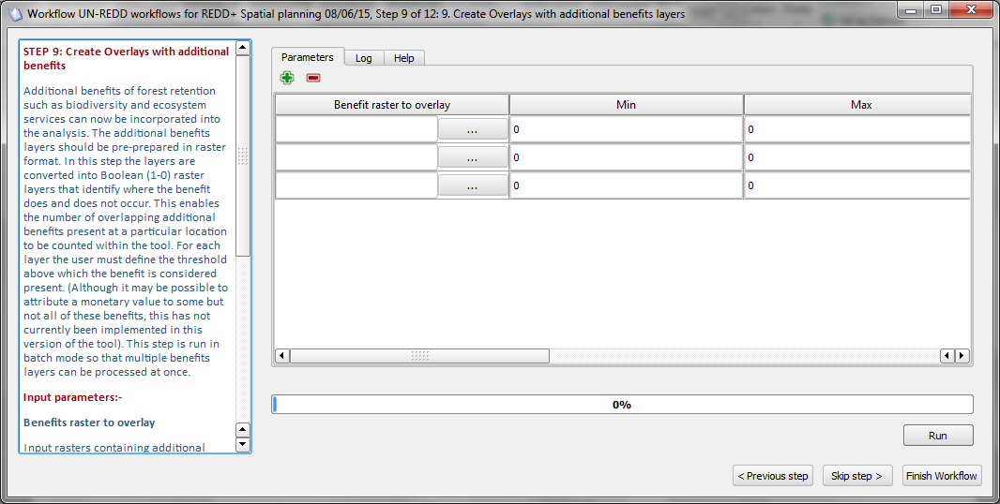 Workflow UN-REDD workflows for REDD+ Spatial planning 08/06/15, Step 9 of 12: 9. Create Overlays with additional benefits layers
STEP 9: Create Overlays with additional
benefits
Additional benefits of forest retention
such as biodiversity and ecosystem
services can now be incorporated into
the analysis. The additional benefits
layers should be pre-prepared in raster
format. In this step the layers are
converted into Boolean (1-0) raster
layers that identify where the benefit
does and does not occur. This enables
the number of overlapping additional
benefits present at a particular location
to be counted within the tool. For each
layer the user must define the threshold
above which the benefit is considered
present. (Although it may be possible to
attribute a monetary value to some but
not all of these benefits, this has not
currently been implemented in this
version of the tool). This step is run in
batch mode so that multiple benefits
layers can be processed at once.
Input parameters:-
Benefits raster to overlay
Input rasters containing additional
Parameters Log Help
Benefit raster to overlay Min Max
... 0 0
... 0 0
... 0 0
0%
Run
< Previous step Skip step > Finish Workflow